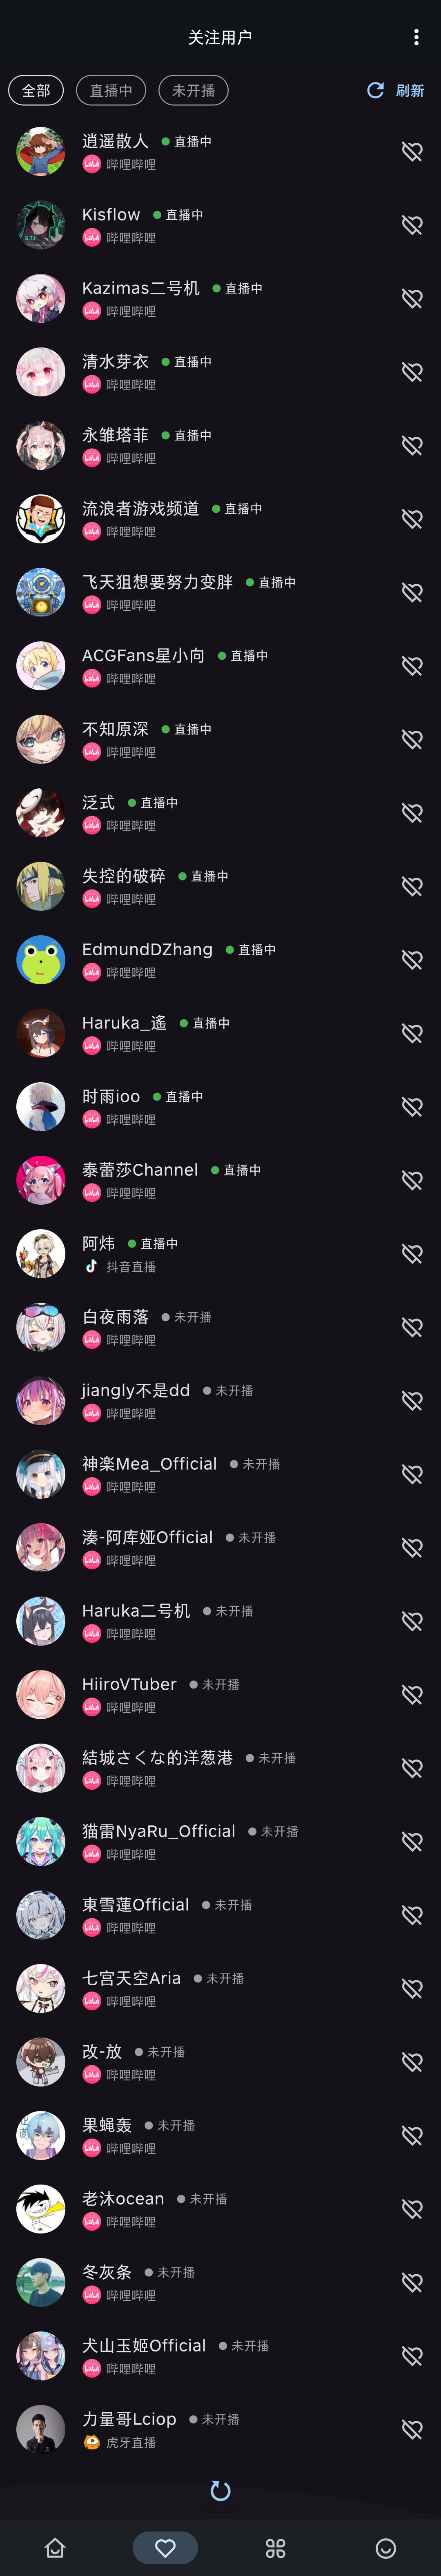 关注用户
全部 直播中 未开播 刷新
逍遥散人 直播中
哔哩哔哩
Kisflow 直播中
哔哩哔哩
Kazimas二号机 直播中
哔哩哔哩
清水芽衣 直播中
哔哩哔哩
永雏塔菲 直播中
哔哩哔哩
流浪者游戏频道 直播中
哔哩哔哩
飞天狙想要努力变胖 直播中
哔哩哔哩
ACGFans星小向 直播中
哔哩哔哩
不知原深 直播中
哔哩哔哩
泛式 直播中
哔哩哔哩
失控的破碎 直播中
哔哩哔哩
EdmundDZhang 直播中
哔哩哔哩
Haruka_遙 直播中
哔哩哔哩
时雨ioo 直播中
哔哩哔哩
泰蕾莎Channel 直播中
哔哩哔哩
阿炜 直播中
抖音直播
白夜雨落 未开播
哔哩哔哩
jiangly不是dd 未开播
哔哩哔哩
神楽Mea_Official 未开播
哔哩哔哩
湊-阿库娅Official 未开播
哔哩哔哩
Haruka二号机 未开播
哔哩哔哩
HiiroVTuber 未开播
哔哩哔哩
結城さくな的洋葱港 未开播
哔哩哔哩
猫雷NyaRu_Official 未开播
哔哩哔哩
東雪蓮Official 未开播
哔哩哔哩
七宫天空Aria 未开播
哔哩哔哩
改-放 未开播
哔哩哔哩
果蝇轰 未开播
哔哩哔哩
老沐ocean 未开播
哔哩哔哩
冬灰条 未开播
哔哩哔哩
犬山玉姬Official 未开播
哔哩哔哩
力量哥Lciop 未开播
虎牙直播